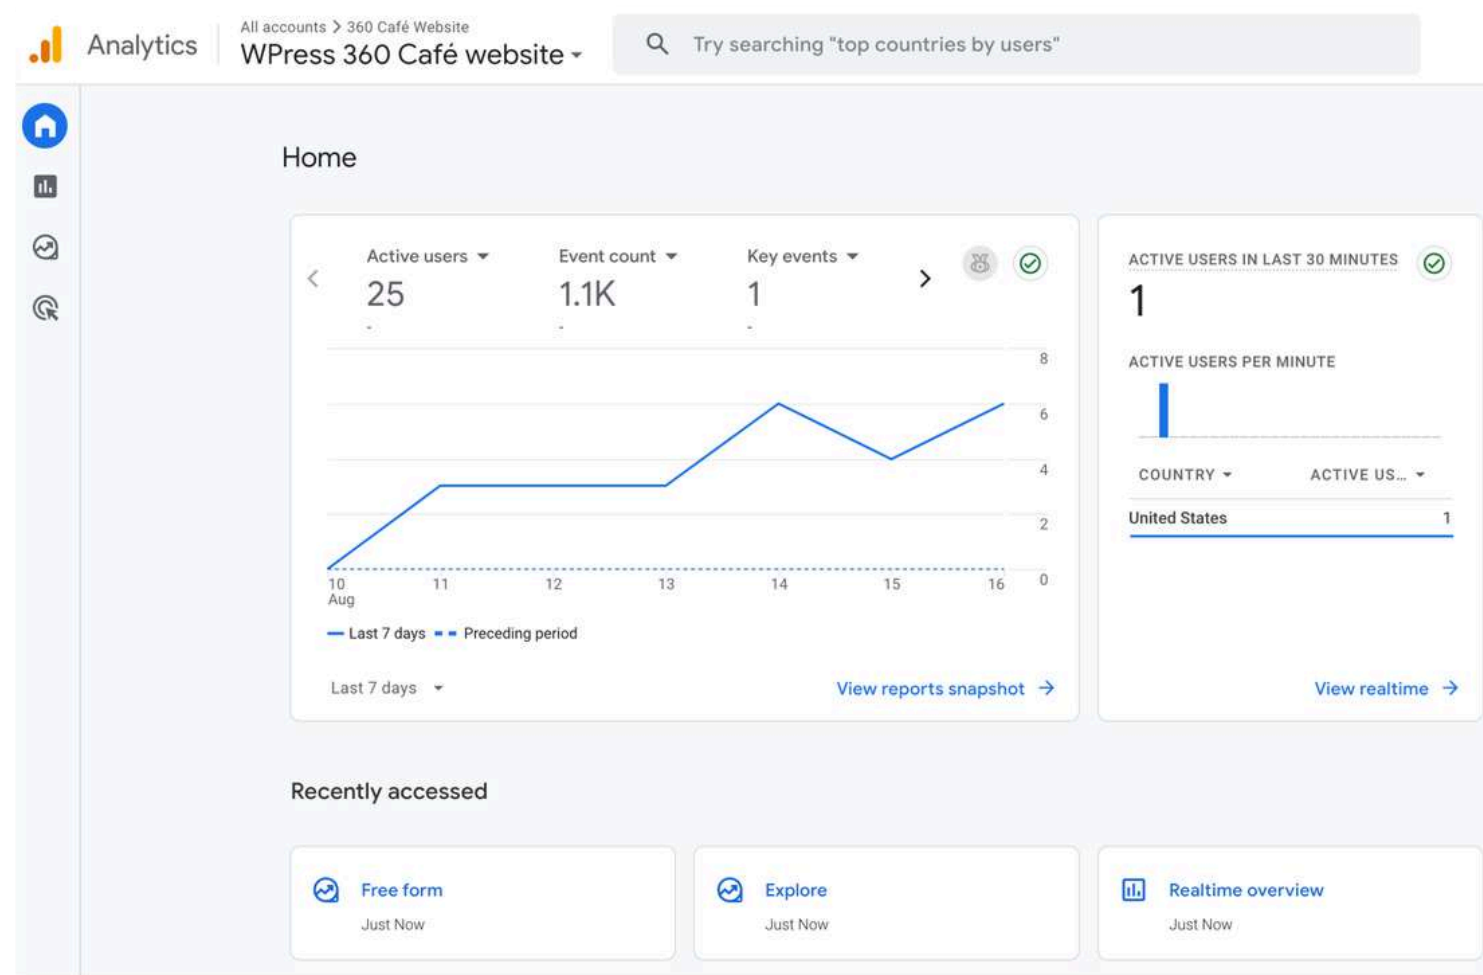 Analytics
All accounts > 360 Café Website
WPress 360 Café website
Try searching "top countries by users"
Home
Active users
25
-
Event count
1.1K
-
Key events
1
-
8
6
4
2
0
10
Aug
11
12
13
14
15
16
Last 7 days
Preceding period
Last 7 days
View reports snapshot
ACTIVE USERS IN LAST 30 MINUTES
1
ACTIVE USERS PER MINUTE
COUNTRY
ACTIVE US...
United States
1
View realtime
Recently accessed
Free form
Just Now
Explore
Just Now
Realtime overview
Just Now